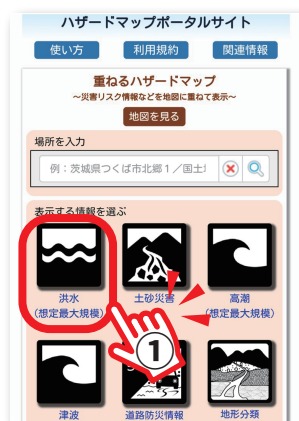 ハザードマップポータルサイト
使い方 利用規約 関連情報
重ねるハザードマップ
～災害リスク情報などを地図に重ねて表示～
地図を見る
場所を入力
例：茨城県つくば市北郷１／国土
表示する情報を選ぶ
洪水
(想定最大規模)
土砂災害
高潮
(想定最大規模)
①
津波
道路防災情報
地形分類